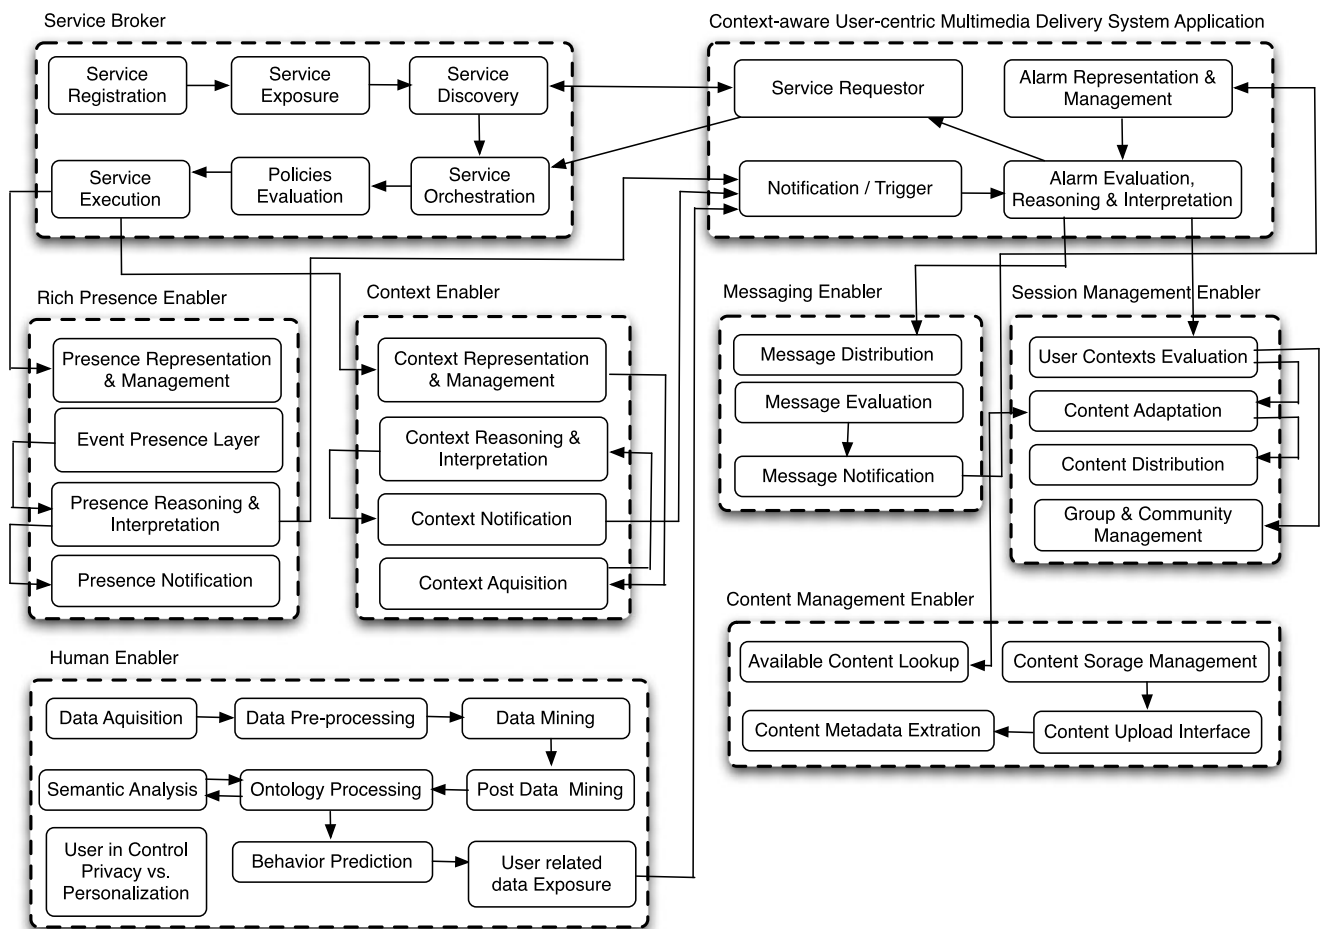 Service Broker
Service
Registration
Service
Exposure
Service
Discovery
Service
Execution
Policies
Evaluation
Service
Orchestration
Context-aware User-centric Multimedia Delivery System Application
Service Requestor
Alarm Representation &
Management
Notification / Trigger
Alarm Evaluation,
Reasoning & Interpretation
Rich Presence Enabler
Presence Representation
& Management
Event Presence Layer
Presence Reasoning &
Interpretation
Presence Notification
Context Enabler
Context Representation
& Management
Context Reasoning &
Interpretation
Context Notification
Context Aquisition
Messaging Enabler
Message Distribution
Message Evaluation
Message Notification
Session Management Enabler
User Contexts Evaluation
Content Adaptation
Content Distribution
Group & Community
Management
Content Management Enabler
Available Content Lookup
Content Sorage Management
Content Metadata Extration
Content Upload Interface
Human Enabler
Data Aquisition
Data Pre-processing
Data Mining
Semantic Analysis
Ontology Processing
Post Data  Mining
User in Control
Privacy vs.
Personalization
Behavior Prediction
User related
data Exposure